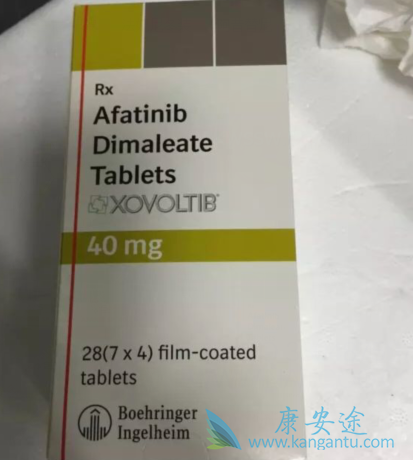 Rx
Afatinib
Dimaleate
Tablets
XOVOLTIB
40 mg
28(7 x 4) film-coated
tablets
Boehringer
Ingelheim
康安途
www.kangantu.com